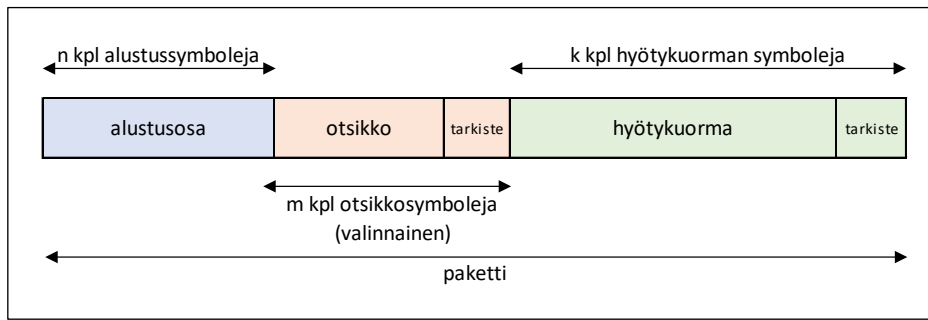 n kpl alustussymboleja
k kpl hyötykuorman symboleja
alustusosa
otsikko
tarkiste
hyötykuorma
tarkiste
m kpl otsikkosymboleja
(valinnainen)
paketti